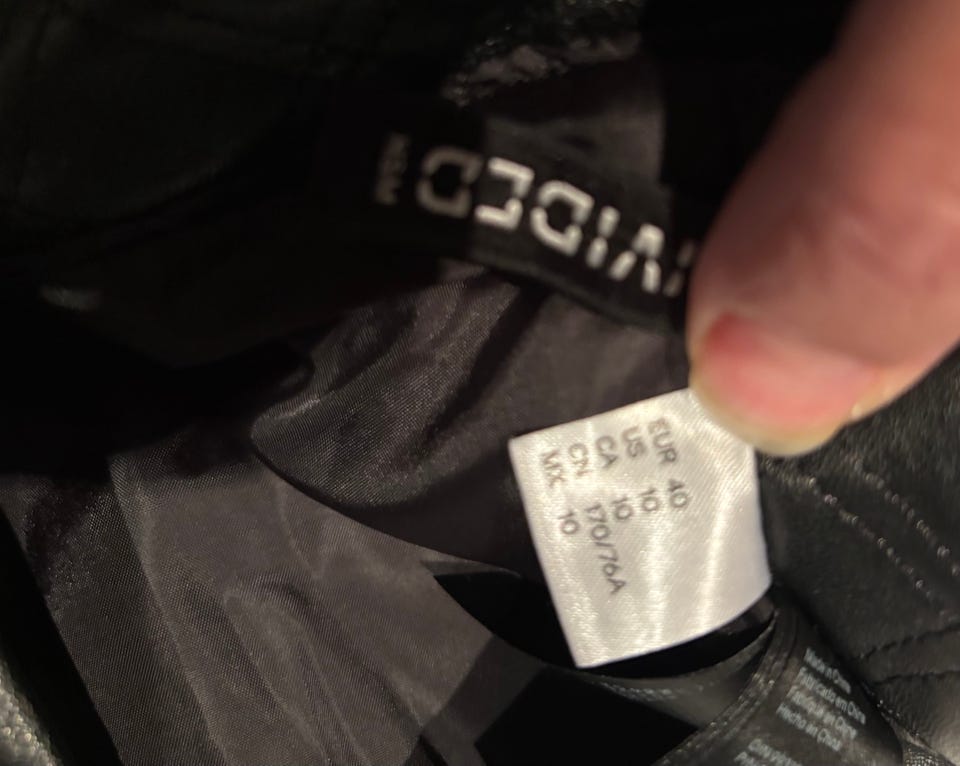 VIDED
H&M
EUR 40
US 10
CA 10
CN 170/76A
MX 10
Made in China
Fabricado en China
Fabriqué en Chine
Hecho en China